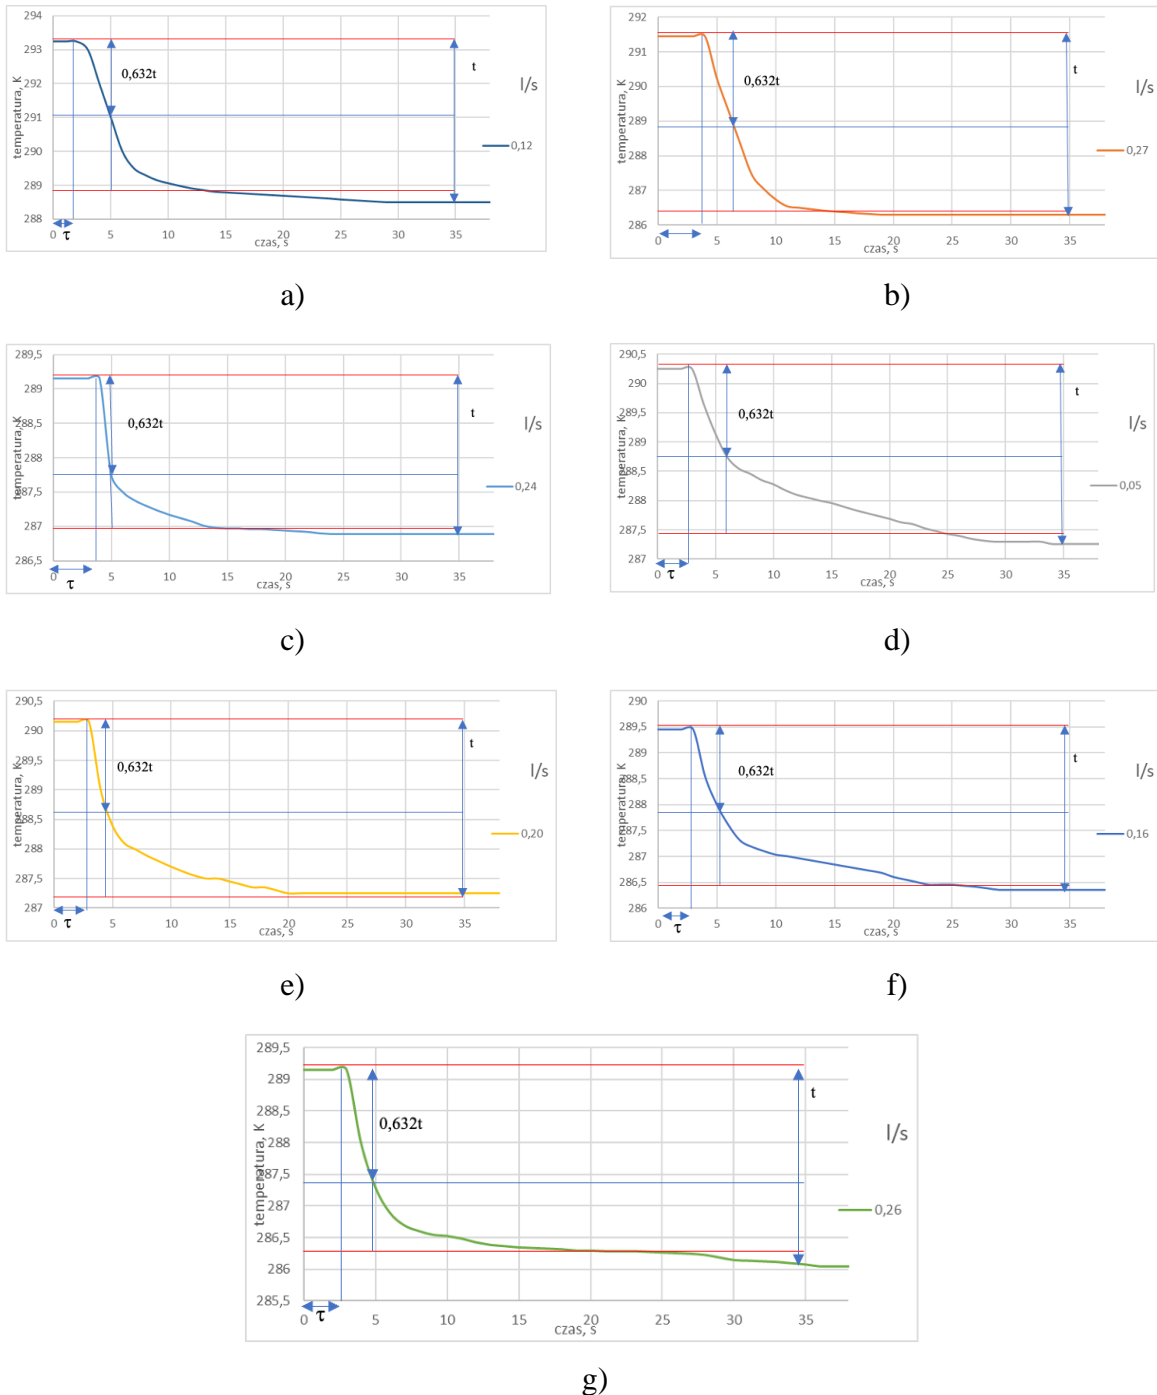 294
293
292
291
290
289
288
temperatura, K
0,632t
t
l/s
0,12
0 5 10 15 20 25 30 35
τ
czas, s
a)
292
291
290
289
288
287
286
temperatura, K
0,632t
t
l/s
0,27
0 5 10 15 20 25 30 35
czas, s
b)
289,5
289
288,5
288
287,5
287
286,5
temperatura, K
0,632t
t
l/s
0,24
0 5 10 15 20 25 30 35
τ
czas, s
c)
290,5
290
289,5
289
288,5
288
287,5
287
temperatura, K
0,632t
t
l/s
0,05
0 5 10 15 20 25 30 35
τ
czas, s
d)
290,5
290
289,5
289
288,5
288
287,5
287
temperatura, K
0,632t
t
l/s
0,20
0 5 10 15 20 25 30 35
τ
czas, s
e)
290
289,5
289
288,5
288
287,5
287
286,5
286
temperatura, K
0,632t
t
l/s
0,16
0 5 10 15 20 25 30 35
τ
czas, s
f)
289,5
289
288,5
288
287,5
287
286,5
286
285,5
temperatura, K
0,632t
t
l/s
0,26
0 5 10 15 20 25 30 35
τ
czas, s
g)